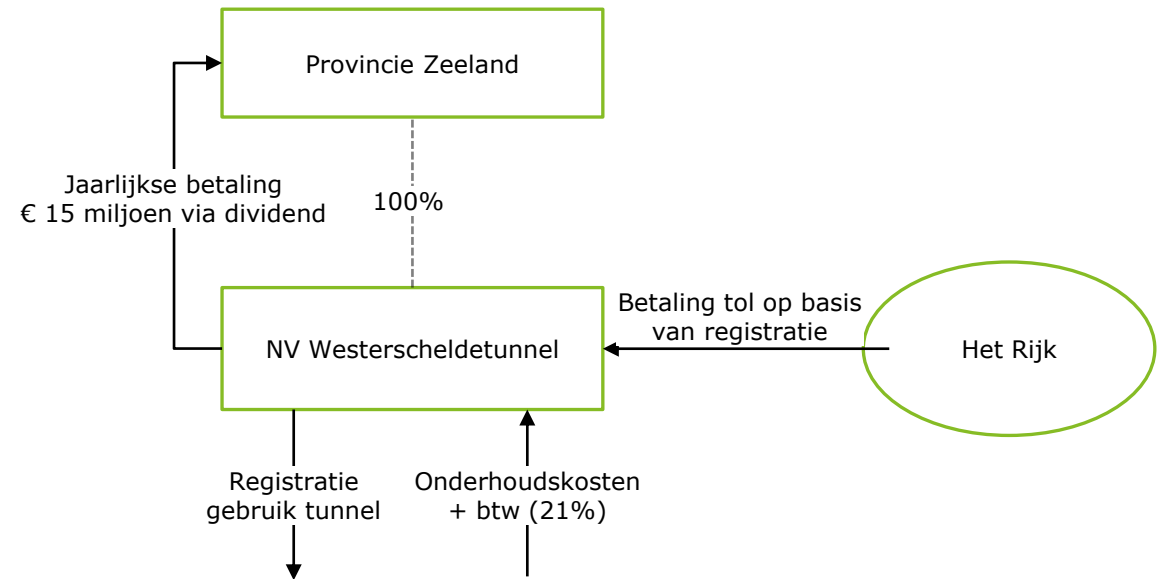 Provincie Zeeland
Jaarlijkse betaling
€ 15 miljoen via dividend
100%
Betaling tol op basis
van registratie
NV Westerscheldetunnel
Het Rijk
Registratie
gebruik tunnel
Onderhoudskosten
+ btw (21%)